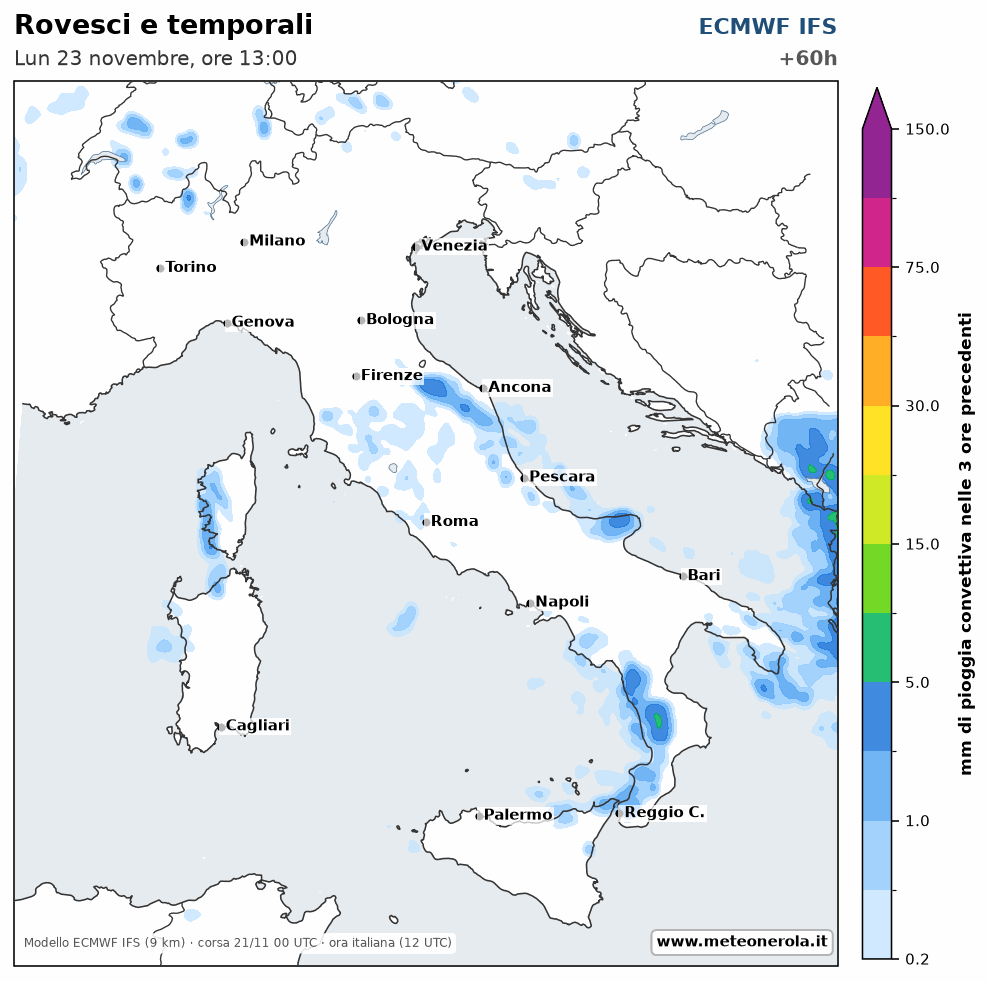 Rovesci e temporali
ECMWF IFS
Lun 23 novembre, ore 13:00
+60h
150.0
75.0
30.0
15.0
5.0
1.0
0.2
mm di pioggia convettiva nelle 3 ore precedenti
Milano
Venezia
Torino
Genova
Bologna
Firenze
Ancona
Pescara
Roma
Bari
Napoli
Cagliari
Palermo
Reggio C.
Modello ECMWF IFS (9 km) · corsa 21/11 00 UTC · ora italiana (12 UTC)
www.meteonerola.it